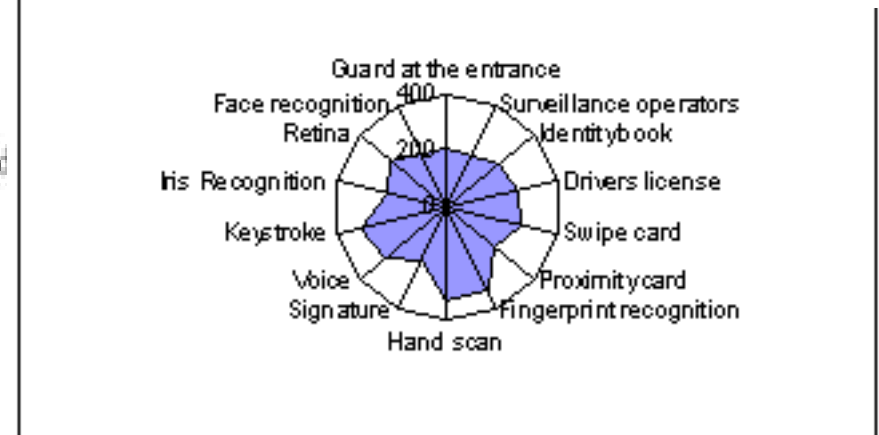 Guard at the entrance
400
Face recognition
Surveillance operators
Retina
Identity book
200
Iris Recognition
Drivers license
0
Keystroke
Swipe card
Voice
Proximity card
Signature
Fingerprint recognition
Hand scan